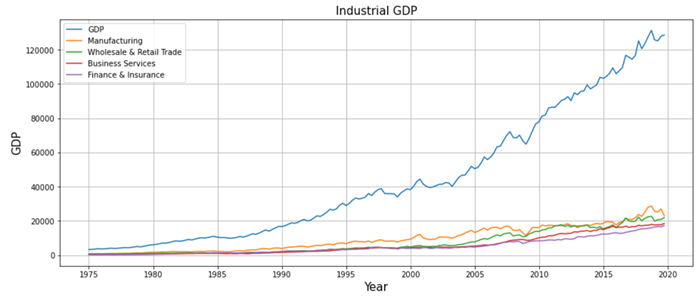 Industrial GDP
GDP
Manufacturing
Wholesale & Retail Trade
Business Services
Finance & Insurance
GDP
120000
100000
80000
60000
40000
20000
0
1975
1980
1985
1990
1995
2000
2005
2010
2015
2020
Year